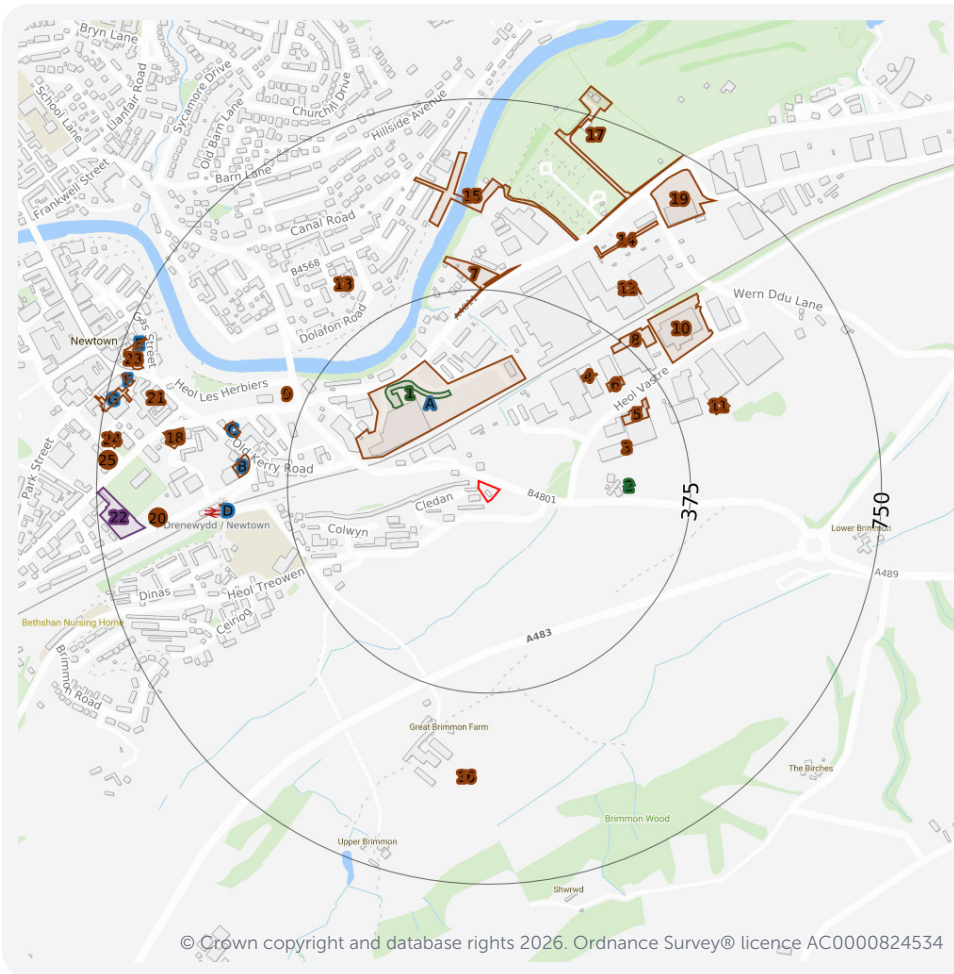 Bryn Lane
School Lane
Llanfair Road
Sycamore Drive
Old Barn Lane
Churchill Drive
Hillside Avenue
Barn Lane
Frankwell Street
Canal Road
B4568
Dolafon Road
17
15
19
14
7
13
12
Wern Ddu Lane
8
10
Newtown
Gas Street
23
F
G
21
Heol Les Herbiers
9
1
A
4
6
Heol Vastre
5
11
3
24
25
18
C
Old Kerry Road
B
Park Street
2
Cledan
B4801
375
750
22
20
D
Drenewydd / Newtown
Colwyn
Lower Brimmon
A489
Dinas
Heol Treowen
Ceiriog
Bethshan Nursing Home
Brimmon Road
A483
Great Brimmon Farm
16
The Birches
Brimmon Wood
Upper Brimmon
Shwrwd
© Crown copyright and database rights 2026. Ordnance Survey® licence AC0000824534